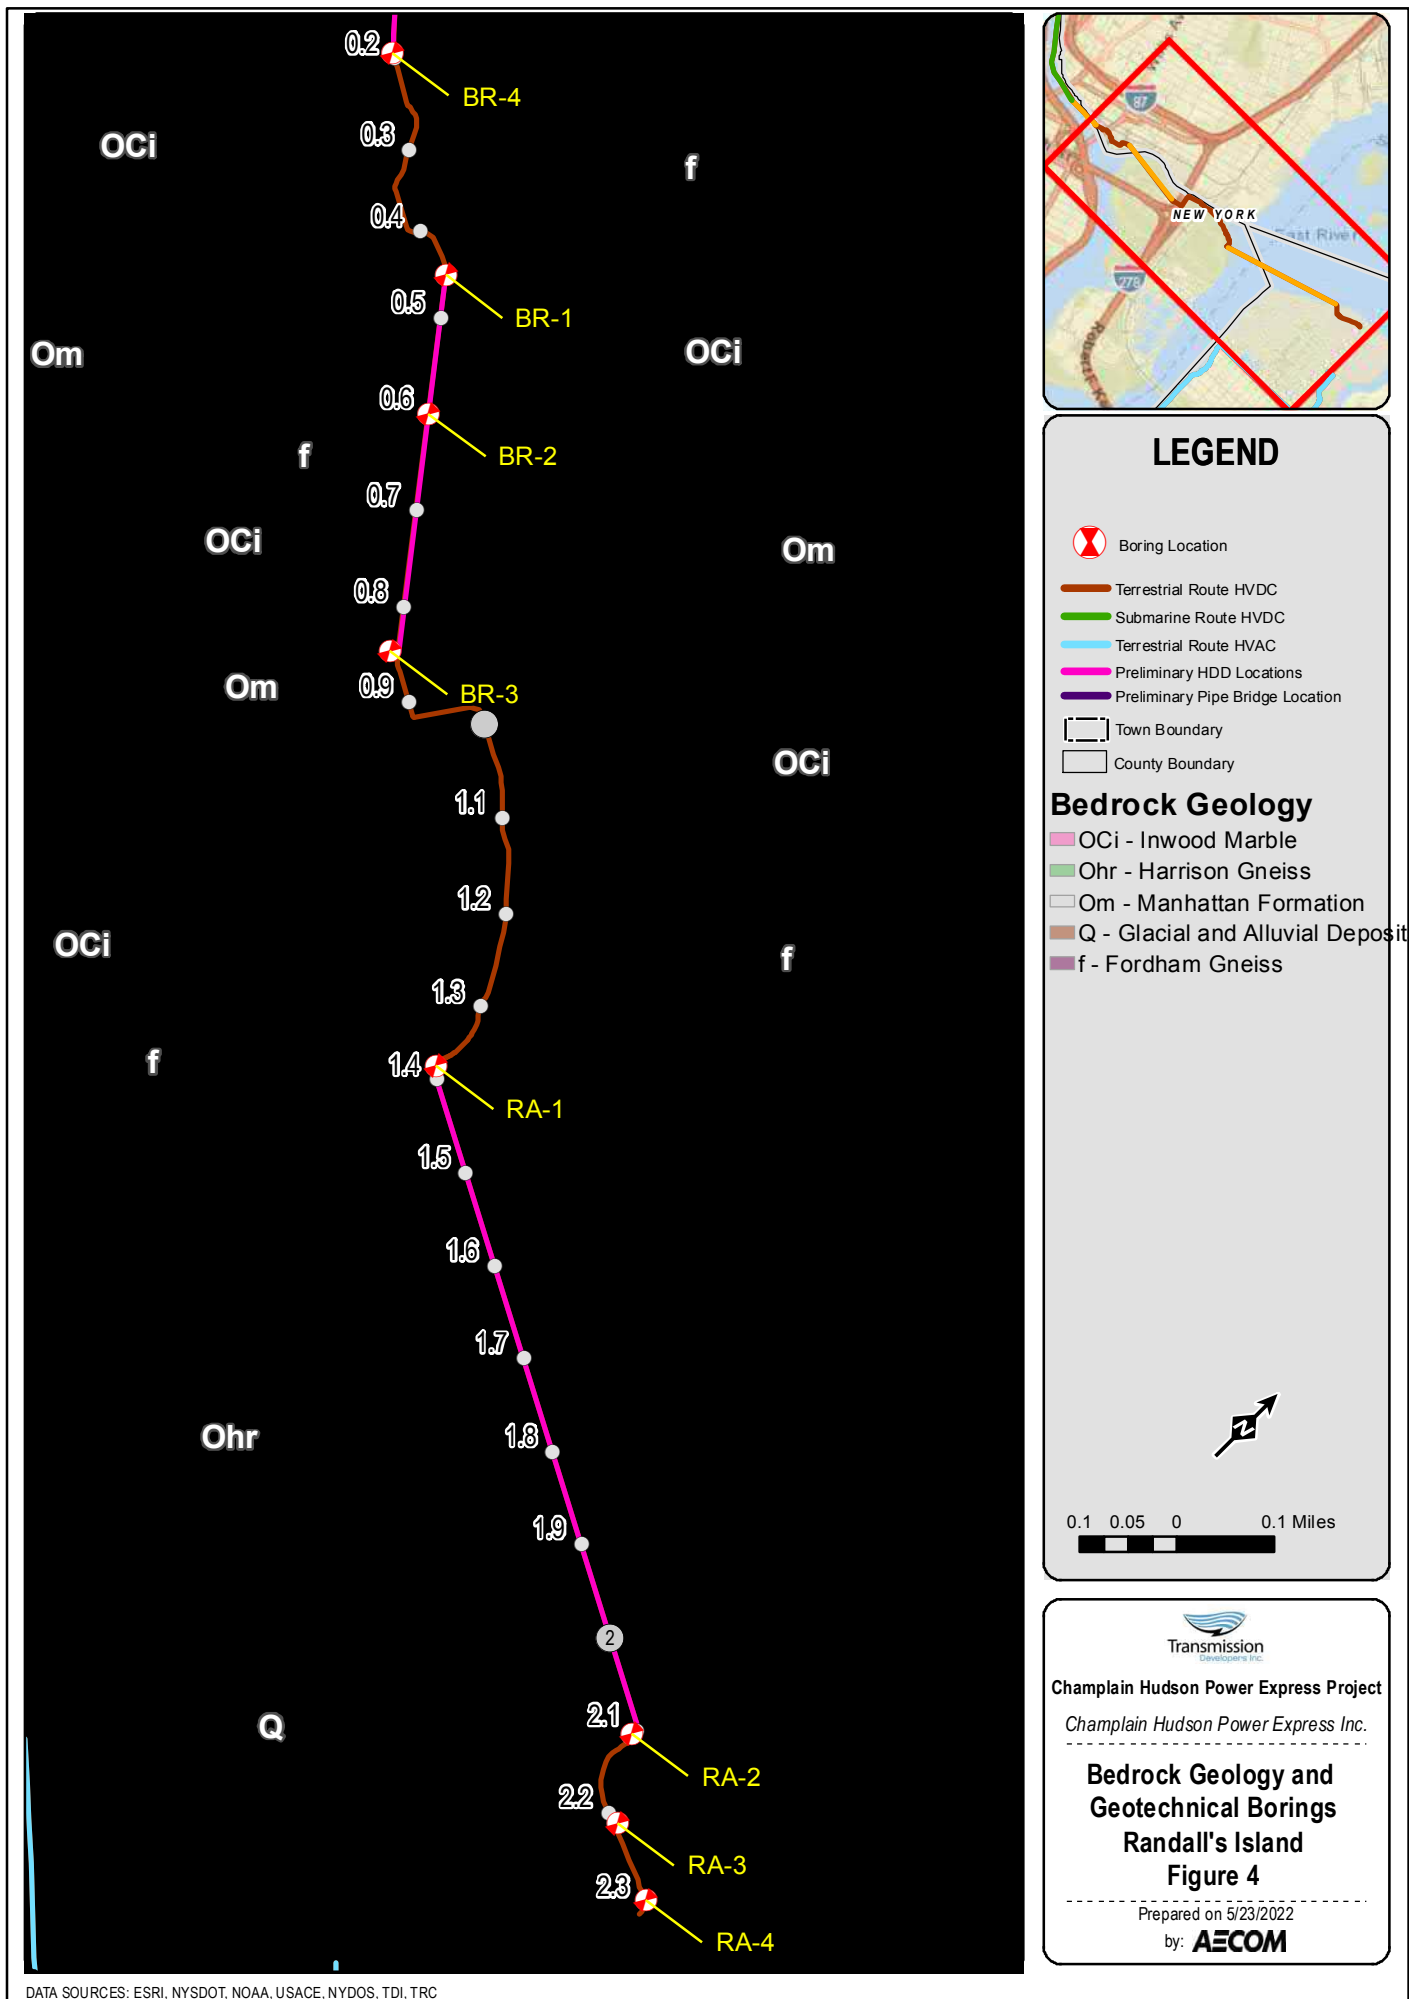 0.2
BR-4
OCi
0.3
f
0.4
0.5
BR-1
Om
OCi
0.6
f
BR-2
0.7
OCi
Om
0.8
Om
0.9
BR-3
OCi
1.1
1.2
OCi
f
1.3
f
1.4
RA-1
1.5
1.6
1.7
Ohr
1.8
1.9
2
Q
2.1
RA-2
2.2
RA-3
2.3
RA-4
DATA SOURCES: ESRI, NYSDOT, NOAA, USACE, NYDOS, TDI, TRC
87
NEW YORK
East River
278
LEGEND
Boring Location
Terrestrial Route HVDC
Submarine Route HVDC
Terrestrial Route HVAC
Preliminary HDD Locations
Preliminary Pipe Bridge Location
Town Boundary
County Boundary
Bedrock Geology
OCi - Inwood Marble
Ohr - Harrison Gneiss
Om - Manhattan Formation
Q - Glacial and Alluvial Deposit
f - Fordham Gneiss
N
0.1 0.05 0 0.1 Miles
Transmission
Developers Inc.
Champlain Hudson Power Express Project
Champlain Hudson Power Express Inc.
Bedrock Geology and
Geotechnical Borings
Randall's Island
Figure 4
Prepared on 5/23/2022
by: AECOM